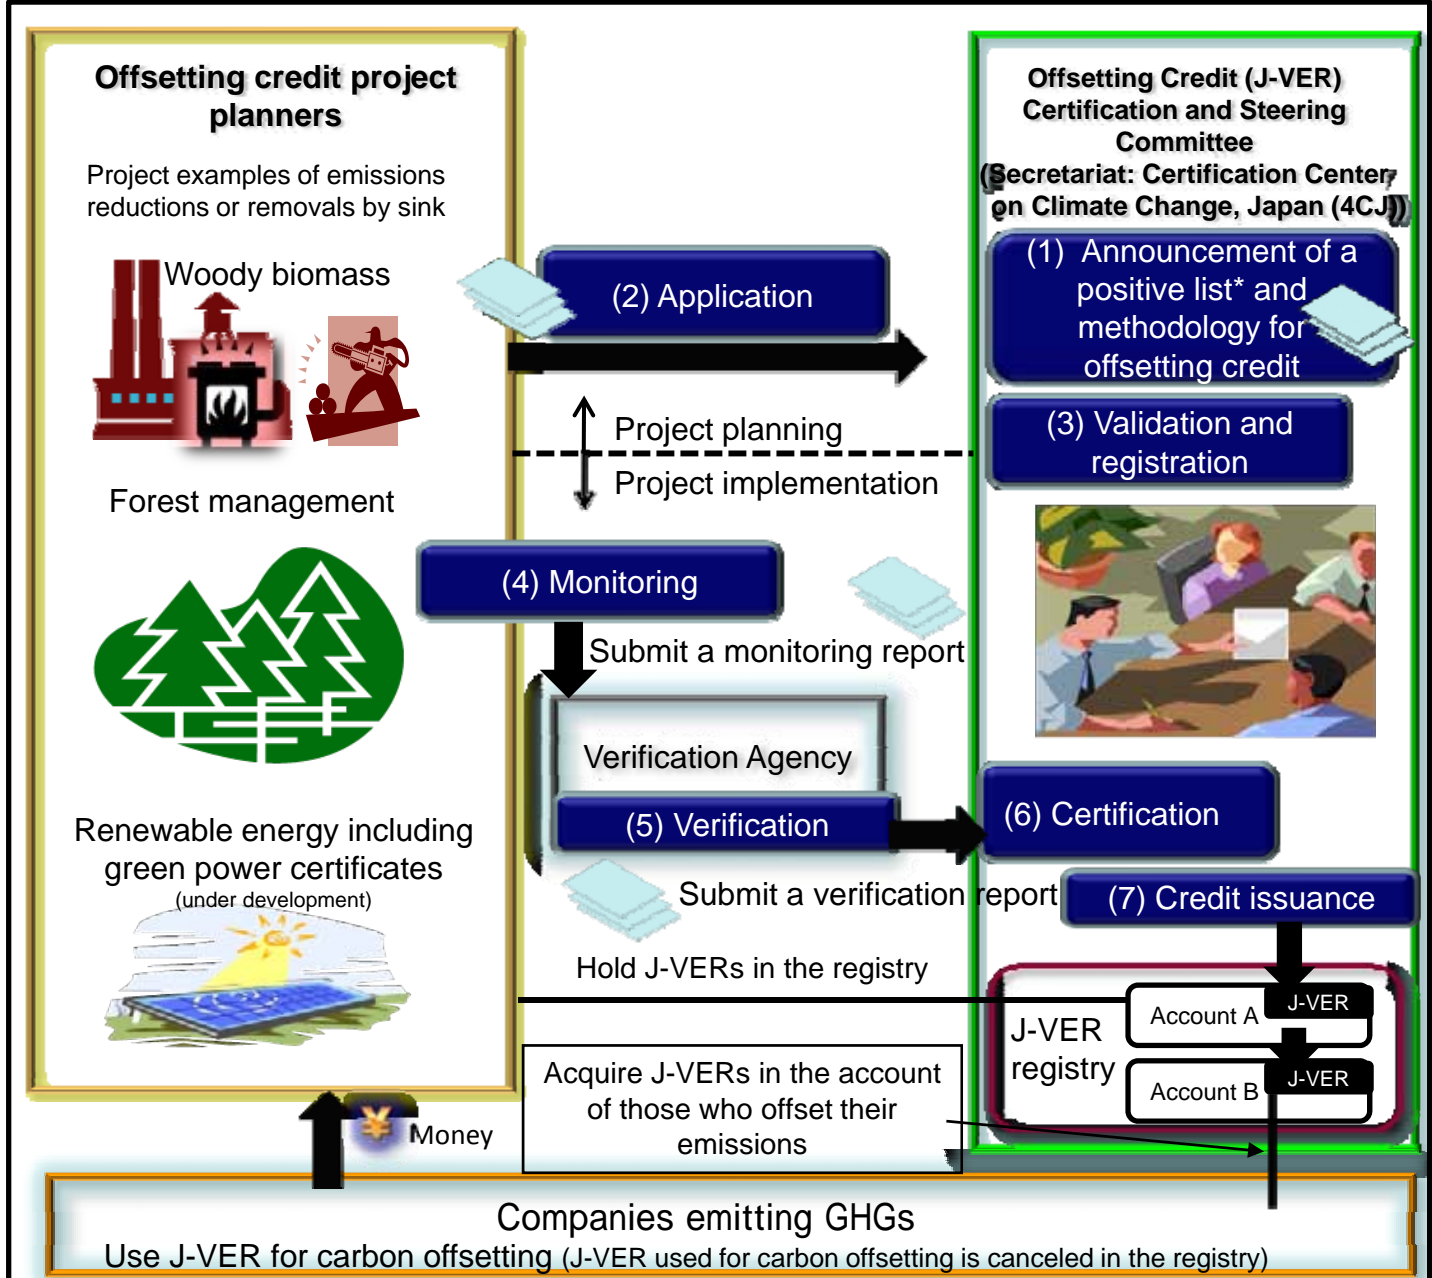 Offsetting credit project
planners
Project examples of emissions
reductions or removals by sink
Woody biomass
Forest management
Renewable energy including
green power certificates
(under development)
(2) Application
Project planning
Project implementation
(4) Monitoring
Submit a monitoring report
Verification Agency
(5) Verification
Submit a verification report
Hold J-VERs in the registry
Offsetting Credit (J-VER)
Certification and Steering
Committee
(Secretariat: Certification Center
on Climate Change, Japan (4CJ))
(1) Announcement of a
positive list* and
methodology for
offsetting credit
(3) Validation and
registration
(6) Certification
(7) Credit issuance
J-VER
registry
Account A
J-VER
Account B
J-VER
Acquire J-VERs in the account
of those who offset their
emissions
¥
Money
Companies emitting GHGs
Use J-VER for carbon offsetting (J-VER used for carbon offsetting is canceled in the registry)